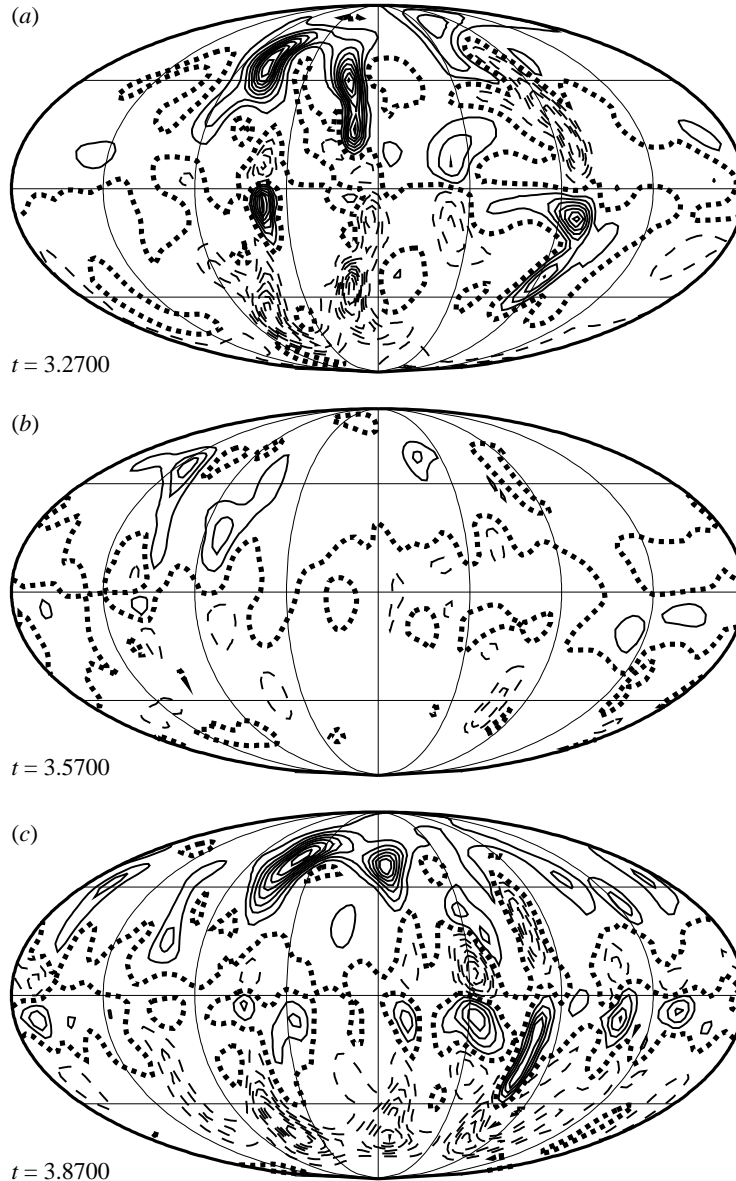 (a)
t = 3.2700
(b)
t = 3.5700
(c)
t = 3.8700